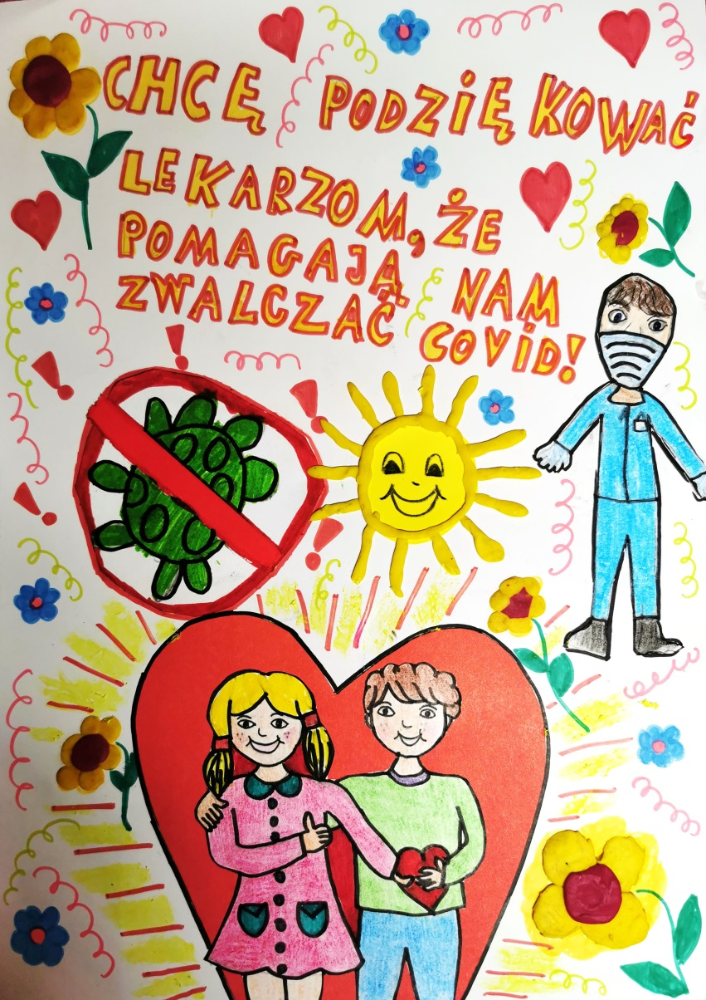 CHCĘ PODZIĘKOWAĆ
LEKARZOM, ŻE
POMAGAJĄ NAM
ZWALCZAĆ COVID!